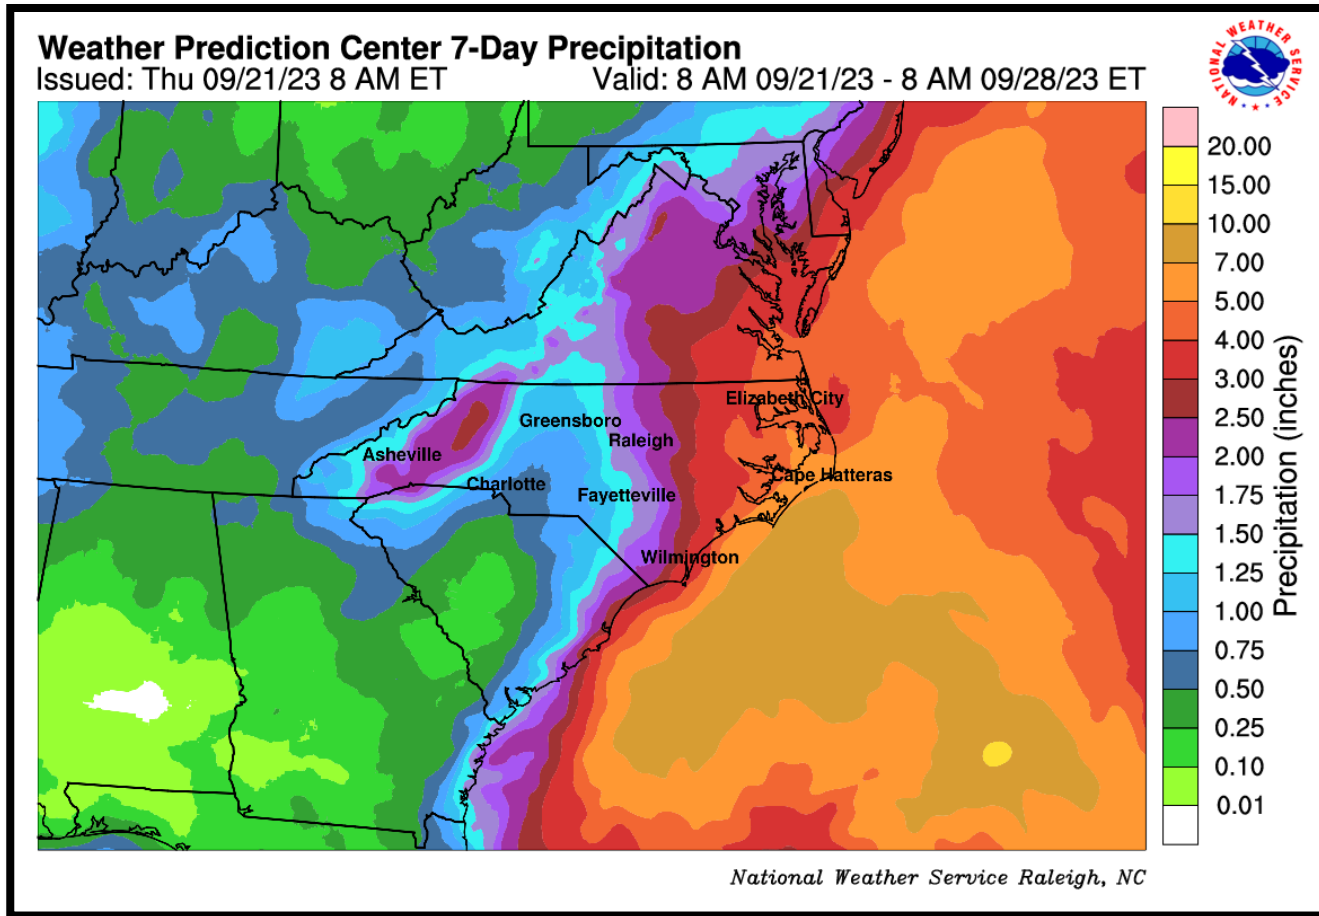 Weather Prediction Center 7-Day Precipitation
Issued: Thu 09/21/23 8 AM ET
Valid: 8 AM 09/21/23 - 8 AM 09/28/23 ET
NATIONAL WEATHER SERVICE
20.00
15.00
10.00
7.00
5.00
4.00
3.00
2.50
2.00
1.75
1.50
1.25
1.00
0.75
0.50
0.25
0.10
0.01
Precipitation (inches)
Elizabeth City
Greensboro
Raleigh
Asheville
Cape Hatteras
Charlotte
Fayetteville
Wilmington
National Weather Service Raleigh, NC